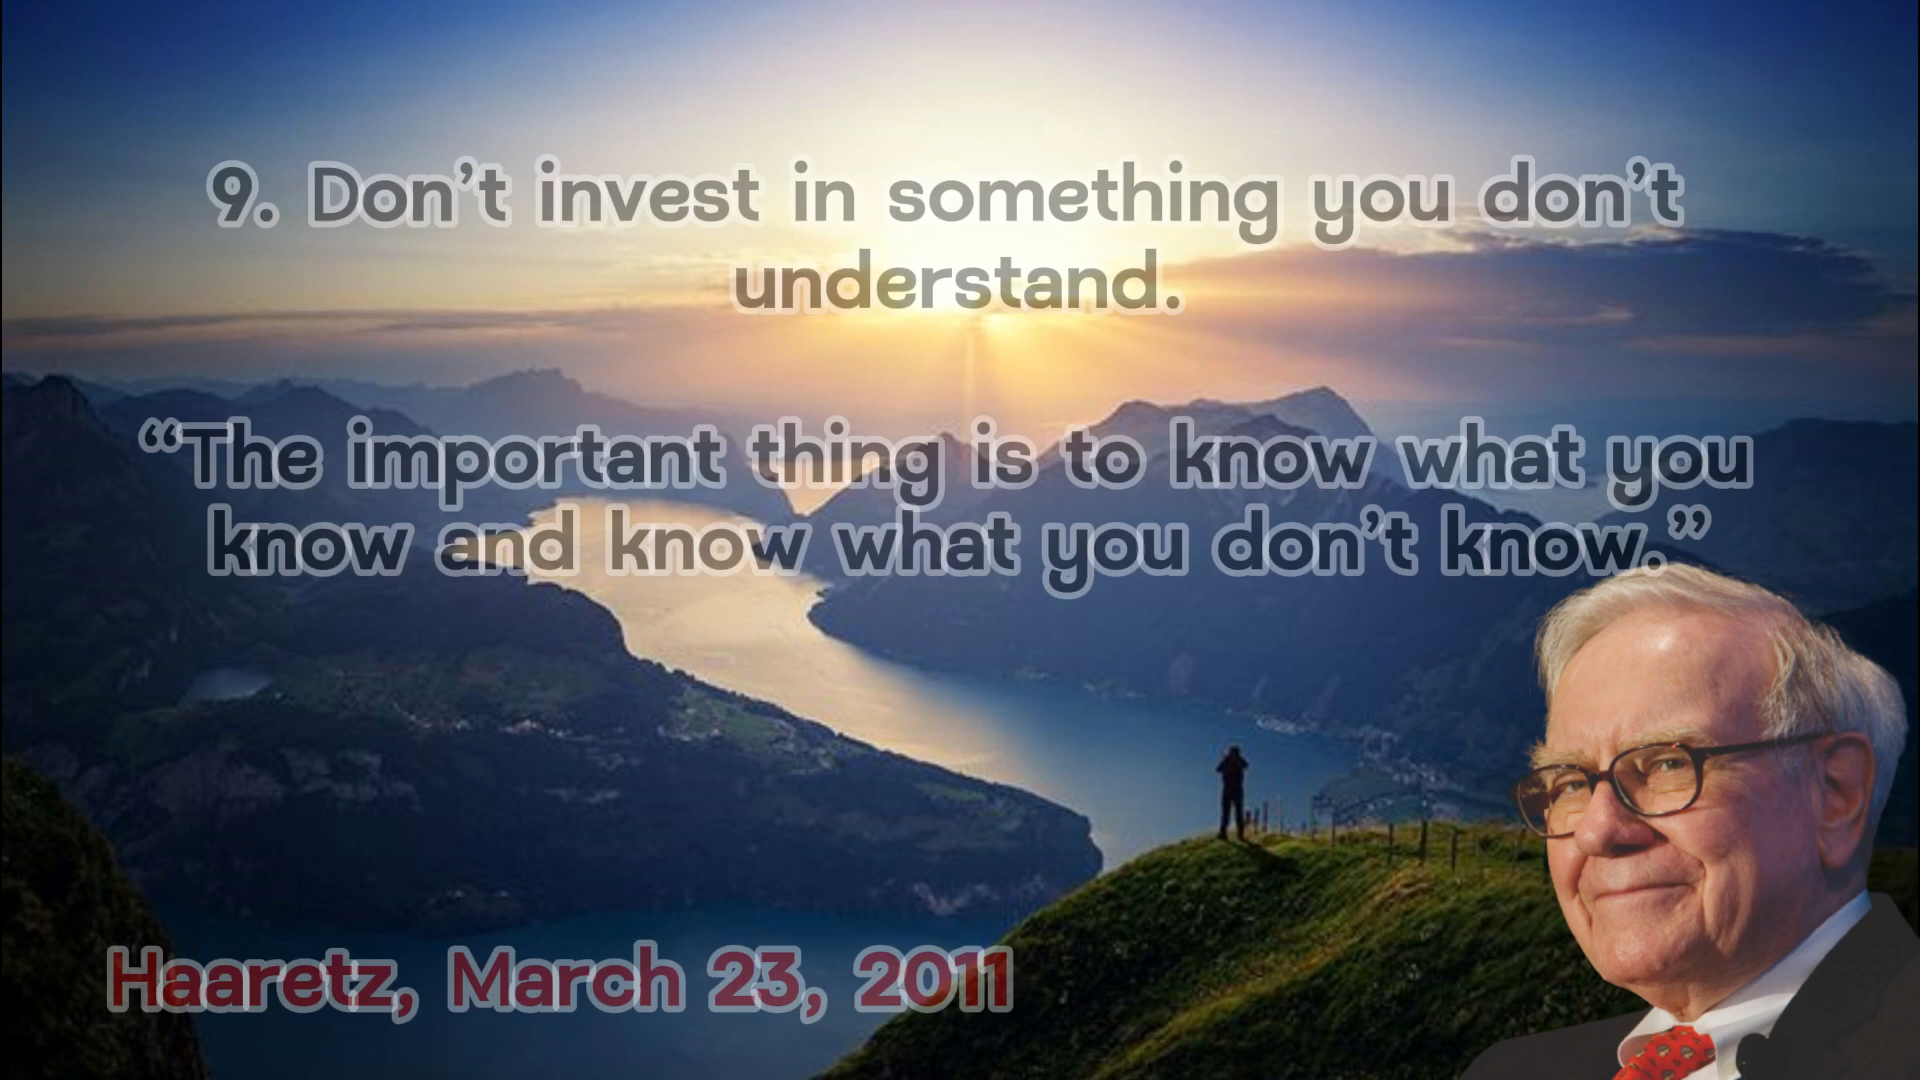 9. Don’t invest in something you don’t
understand.
“The important thing is to know what you
know and know what you don’t know.”
Haaretz, March 23, 2011